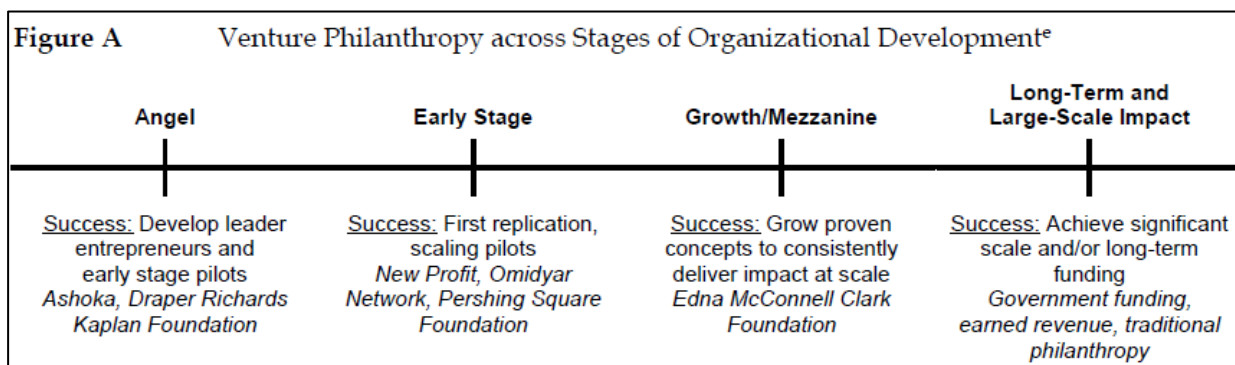 Figure A Venture Philanthropy across Stages of Organizational Developmentᵉ
Angel
Early Stage
Growth/Mezzanine
Long-Term and
Large-Scale Impact
Success: Develop leader
entrepreneurs and
early stage pilots
Ashoka, Draper Richards
Kaplan Foundation
Success: First replication,
scaling pilots
New Profit, Omidyar
Network, Pershing Square
Foundation
Success: Grow proven
concepts to consistently
deliver impact at scale
Edna McConnell Clark
Foundation
Success: Achieve significant
scale and/or long-term
funding
Government funding,
earned revenue, traditional
philanthropy